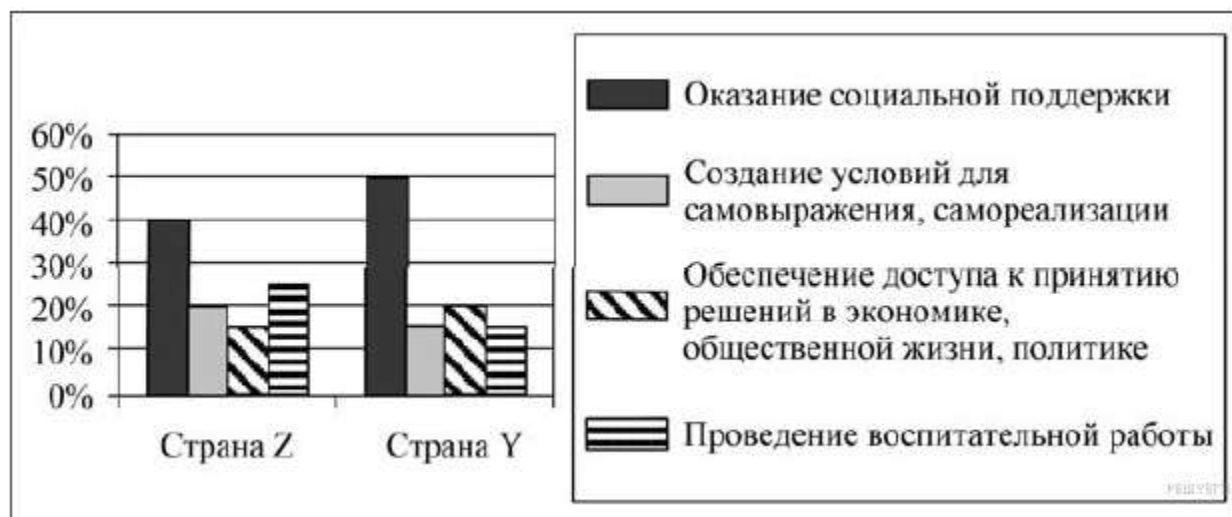 60%
50%
40%
30%
20%
10%
0%
Страна Z
Страна Y
Оказание социальной поддержки
Создание условий для
самовыражения, самореализации
Обеспечение доступа к принятию
решений в экономике,
общественной жизни, политике
Проведение воспитательной работы